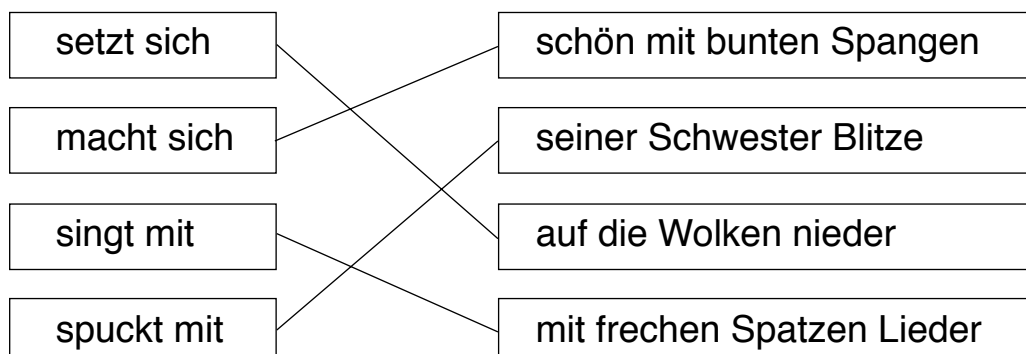 setzt sich
schön mit bunten Spangen
macht sich
seiner Schwester Blitze
singt mit
auf die Wolken nieder
spuckt mit
mit frechen Spatzen Lieder